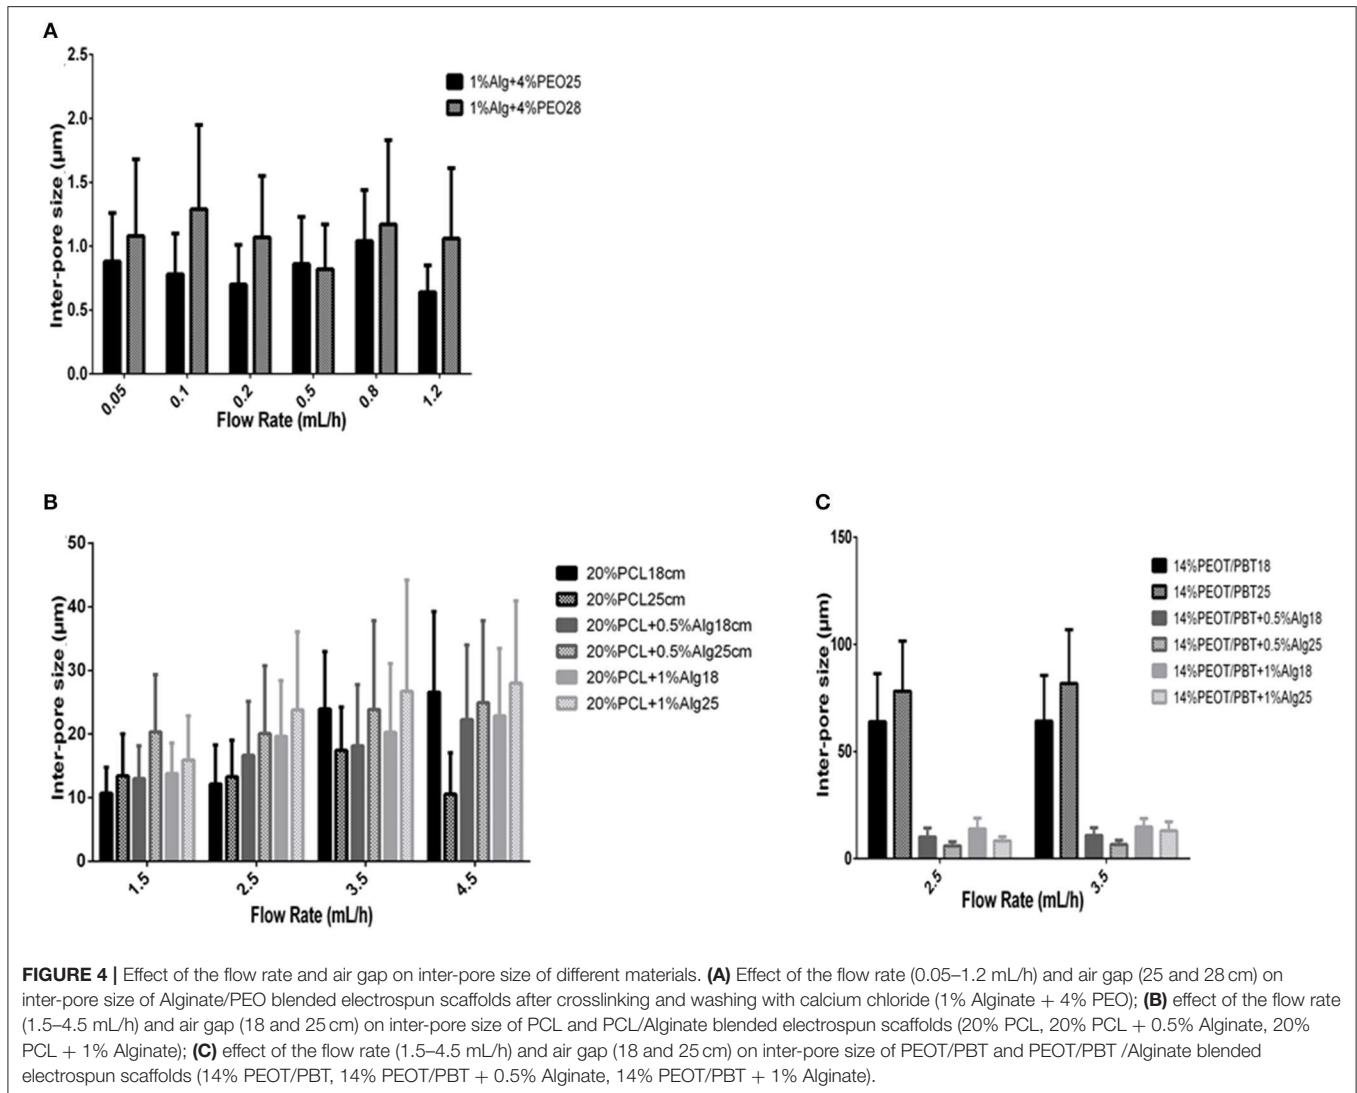 A
2.5
2.0
1.5
1.0
0.5
0.0
Inter-pore size (µm)
1%Alg+4%PEO25
1%Alg+4%PEO28
0.05
0.1
0.2
0.5
0.8
1.2
Flow Rate (mL/h)
B
50
40
30
20
10
0
Inter-pore size (µm)
20%PCL18cm
20%PCL25cm
20%PCL+0.5%Alg18cm
20%PCL+0.5%Alg25cm
20%PCL+1%Alg18
20%PCL+1%Alg25
1.5
2.5
3.5
4.5
Flow Rate (mL/h)
C
150
100
50
0
Inter-pore size (µm)
14%PEOT/PBT18
14%PEOT/PBT25
14%PEOT/PBT+0.5%Alg18
14%PEOT/PBT+0.5%Alg25
14%PEOT/PBT+1%Alg18
14%PEOT/PBT+1%Alg25
2.5
3.5
Flow Rate (mL/h)
FIGURE 4 | Effect of the flow rate and air gap on inter-pore size of different materials. (A) Effect of the flow rate (0.05–1.2 mL/h) and air gap (25 and 28 cm) on
inter-pore size of Alginate/PEO blended electrospun scaffolds after crosslinking and washing with calcium chloride (1% Alginate + 4% PEO); (B) effect of the flow rate
(1.5–4.5 mL/h) and air gap (18 and 25 cm) on inter-pore size of PCL and PCL/Alginate blended electrospun scaffolds (20% PCL, 20% PCL + 0.5% Alginate, 20%
PCL + 1% Alginate); (C) effect of the flow rate (1.5–4.5 mL/h) and air gap (18 and 25 cm) on inter-pore size of PEOT/PBT and PEOT/PBT /Alginate blended
electrospun scaffolds (14% PEOT/PBT, 14% PEOT/PBT + 0.5% Alginate, 14% PEOT/PBT + 1% Alginate).